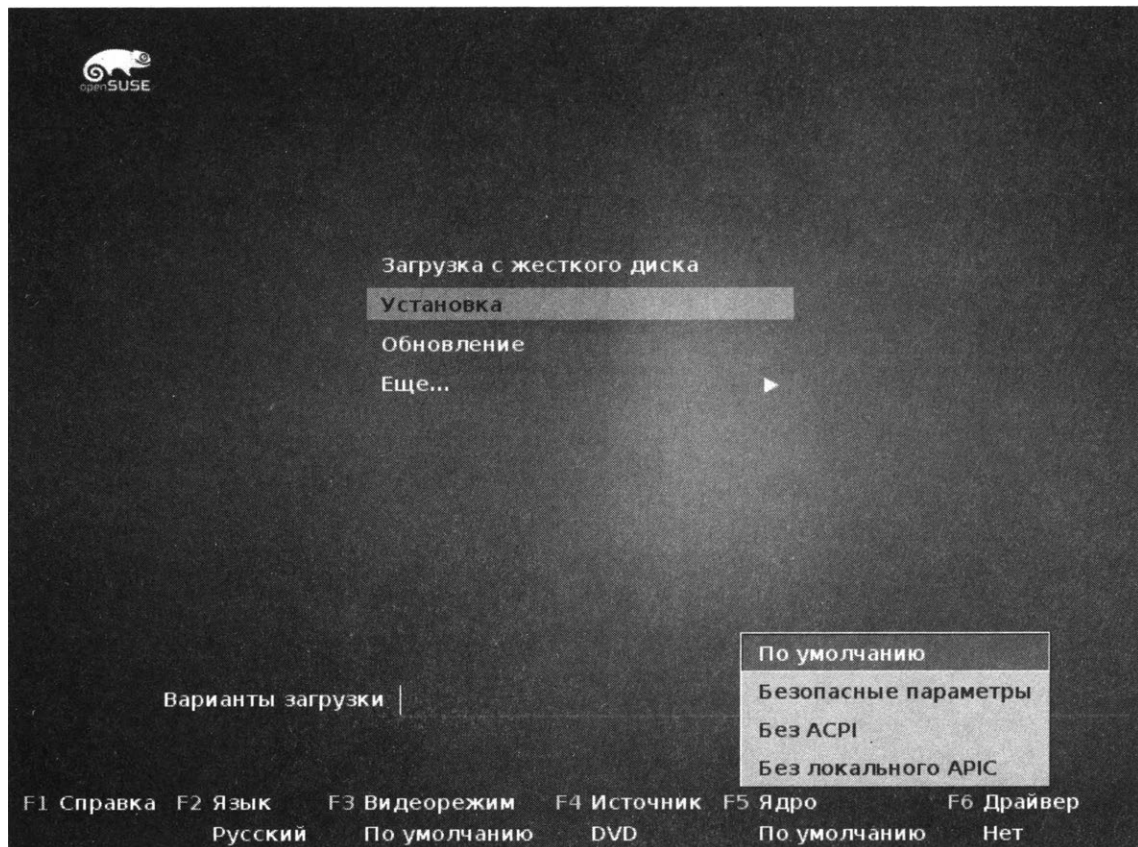 openSUSE
Загрузка с жесткого диска
Установка
Обновление
Еще...
По умолчанию
Безопасные параметры
Без ACPI
Без локального APIC
Варианты загрузки
F1 Справка F2 Язык F3 Видеорежим F4 Источник F5 Ядро F6 Драйвер
Русский По умолчанию DVD По умолчанию Нет